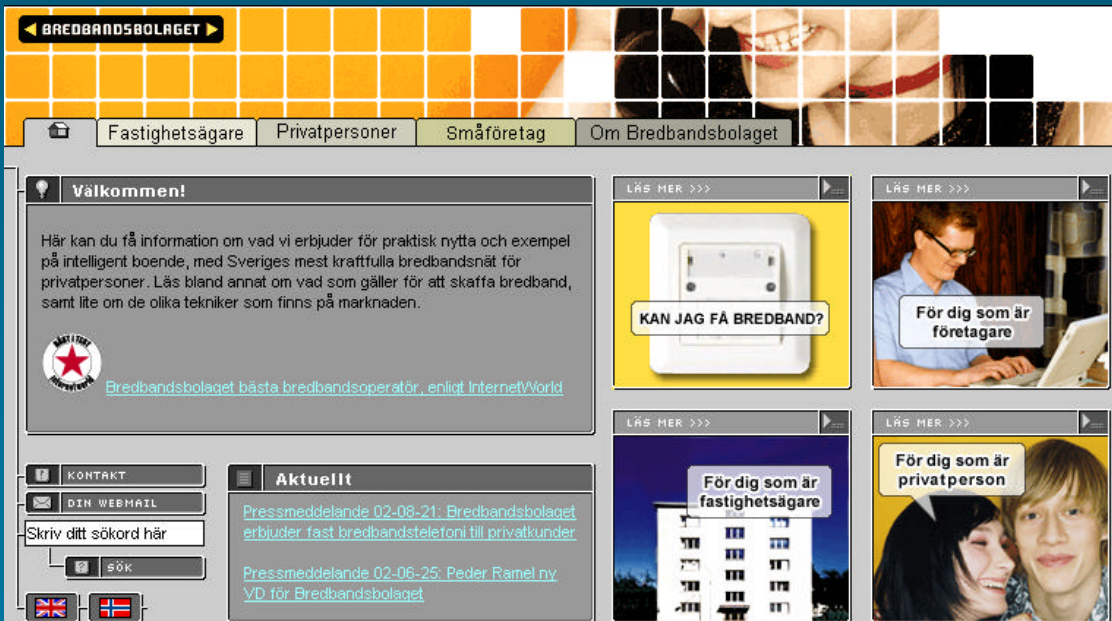 BREDBANDSBOLAGET
Fastighetsägare
Privatpersoner
Småföretag
Om Bredbandsbolaget
Välkommen!
Här kan du få information om vad vi erbjuder för praktisk nytta och exempel
på intelligent boende, med Sveriges mest kraftfulla bredbandsnät för
privatpersoner. Läs bland annat om vad som gäller för att skaffa bredband,
samt lite om de olika tekniker som finns på marknaden.
BÄST I TEST
Bredbandsbolaget bästa bredbandsoperatör, enligt InternetWorld
LÄS MER >>>
KAN JAG FÅ BREDBAND?
LÄS MER >>>
För dig som är
företagare
KONTAKT
DIN WEBMAIL
Skriv ditt sökord här
SÖK
Aktuellt
Pressmeddelande 02-08-21: Bredbandsbolaget
erbjuder fast bredbandstelefoni till privatkunder
Pressmeddelande 02-06-25: Peder Ramel ny
VD för Bredbandsbolaget
LÄS MER >>>
För dig som är
fastighetsägare
LÄS MER >>>
För dig som är
privatperson